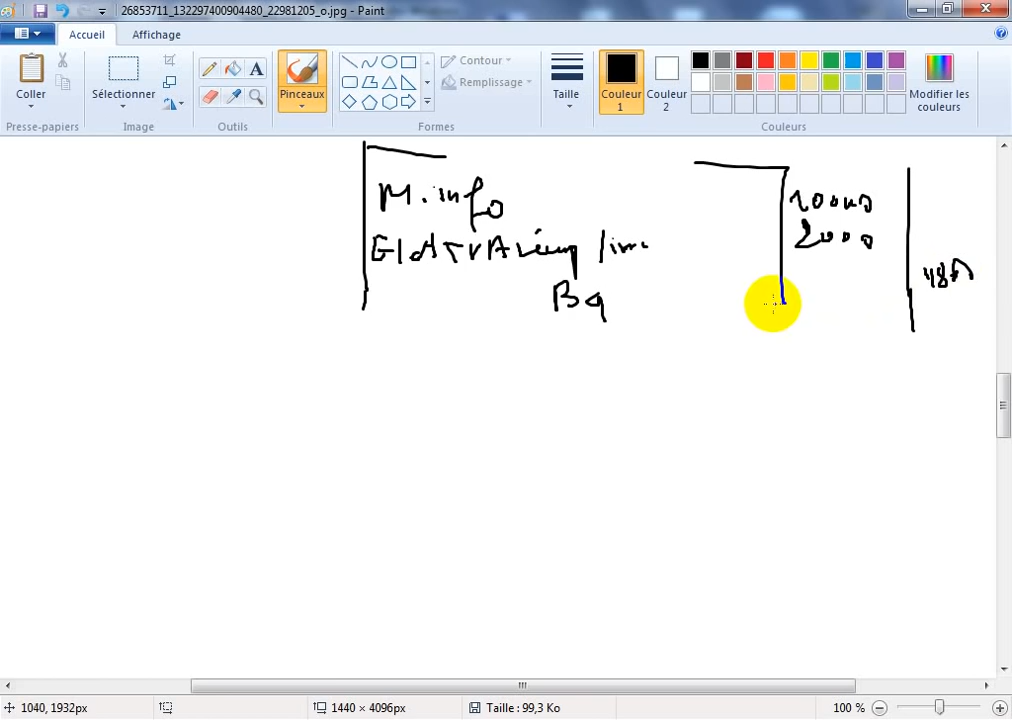 26853711_132297400904480_22981205_o.jpg - Paint
Accueil Affichage
Coller
Sélectionner
Pinceaux
Contour
Remplissage
Taille
Couleur 1
Couleur 2
Modifier les couleurs
Presse-papiers Image Outils Formes Couleurs
M. info
2000
Bq
1040, 1932px 1440 × 4096px Taille : 99,3 Ko 100 %